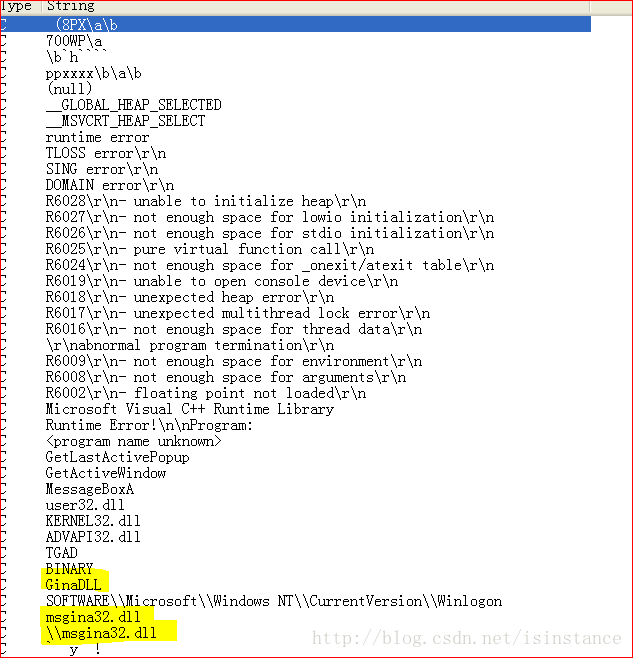 Type String
C (8PX\a\b
C 700WP\a
C \b`h````
C ppxxxx\b\a\b
C (null)
C __GLOBAL_HEAP_SELECTED
C __MSVCRT_HEAP_SELECT
C runtime error
C TLOSS error\r\n
C SING error\r\n
C DOMAIN error\r\n
C R6028\r\n- unable to initialize heap\r\n
C R6027\r\n- not enough space for lowio initialization\r\n
C R6026\r\n- not enough space for stdio initialization\r\n
C R6025\r\n- pure virtual function call\r\n
C R6024\r\n- not enough space for _onexit/atexit table\r\n
C R6019\r\n- unable to open console device\r\n
C R6018\r\n- unexpected heap error\r\n
C R6017\r\n- unexpected multithread lock error\r\n
C R6016\r\n- not enough space for thread data\r\n
C \r\nabnormal program termination\r\n
C R6009\r\n- not enough space for environment\r\n
C R6008\r\n- not enough space for arguments\r\n
C R6002\r\n- floating point not loaded\r\n
C Microsoft Visual C++ Runtime Library
C Runtime Error!\n\nProgram:
C <program name unknown>
C GetLastActivePopup
C GetActiveWindow
C MessageBoxA
C user32.dll
C KERNEL32.dll
C ADVAPI32.dll
C TGAD
C BINARY
C GinaDLL
C SOFTWARE\\Microsoft\\Windows NT\\CurrentVersion\\Winlogon
C msgina32.dll
C \\msgina32.dll
C ` y !
http://blog.csdn.net/isinstance